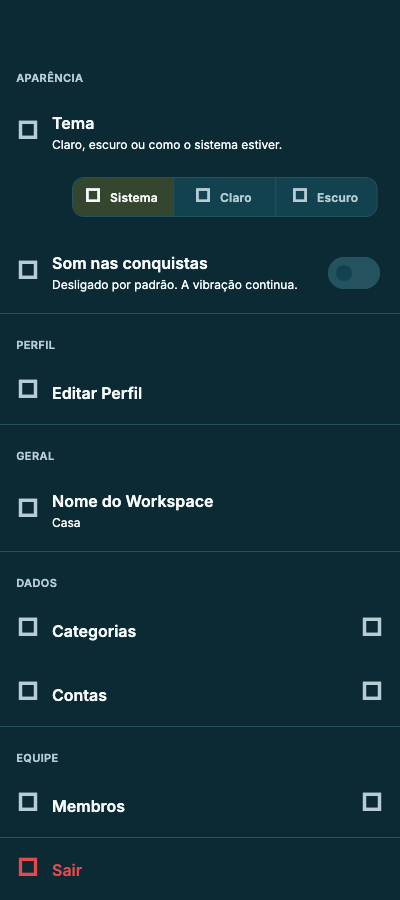 APARÊNCIA
Tema
Claro, escuro ou como o sistema estiver.
Sistema
Claro
Escuro
Som nas conquistas
Desligado por padrão. A vibração continua.
PERFIL
Editar Perfil
GERAL
Nome do Workspace
Casa
DADOS
Categorias
Contas
EQUIPE
Membros
Sair